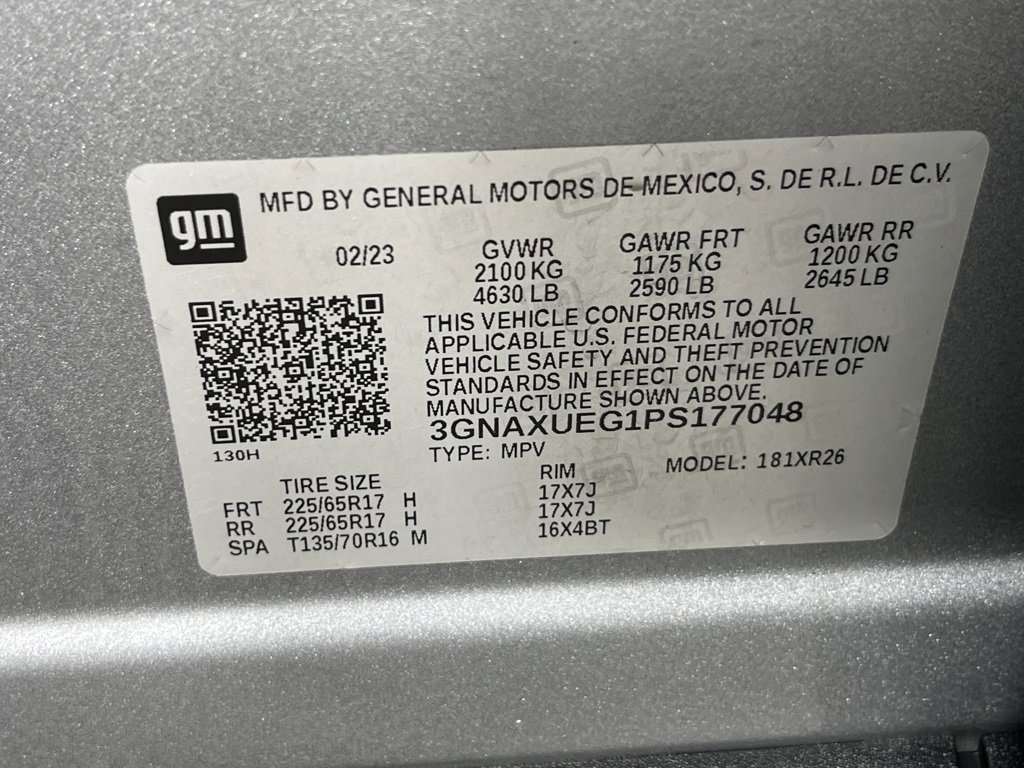 gm
MFD BY GENERAL MOTORS DE MEXICO, S. DE R.L. DE C.V.
02/23
GVWR
2100 KG
4630 LB
GAWR FRT
1175 KG
2590 LB
GAWR RR
1200 KG
2645 LB
THIS VEHICLE CONFORMS TO ALL
APPLICABLE U.S. FEDERAL MOTOR
VEHICLE SAFETY AND THEFT PREVENTION
STANDARDS IN EFFECT ON THE DATE OF
MANUFACTURE SHOWN ABOVE.
3GNAXUEG1PS177048
TYPE: MPV
MODEL: 181XR26
130H
TIRE SIZE RIM
FRT 225/65R17 H 17X7J
RR 225/65R17 H 17X7J
SPA T135/70R16 M 16X4BT